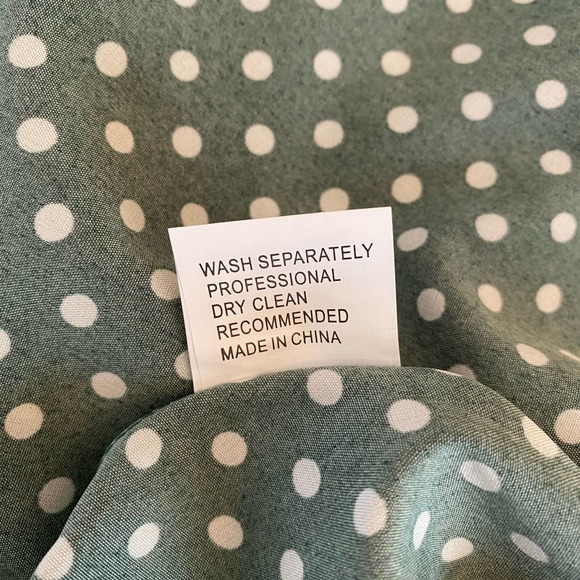 WASH SEPARATELY
PROFESSIONAL
DRY CLEAN
RECOMMENDED
MADE IN CHINA